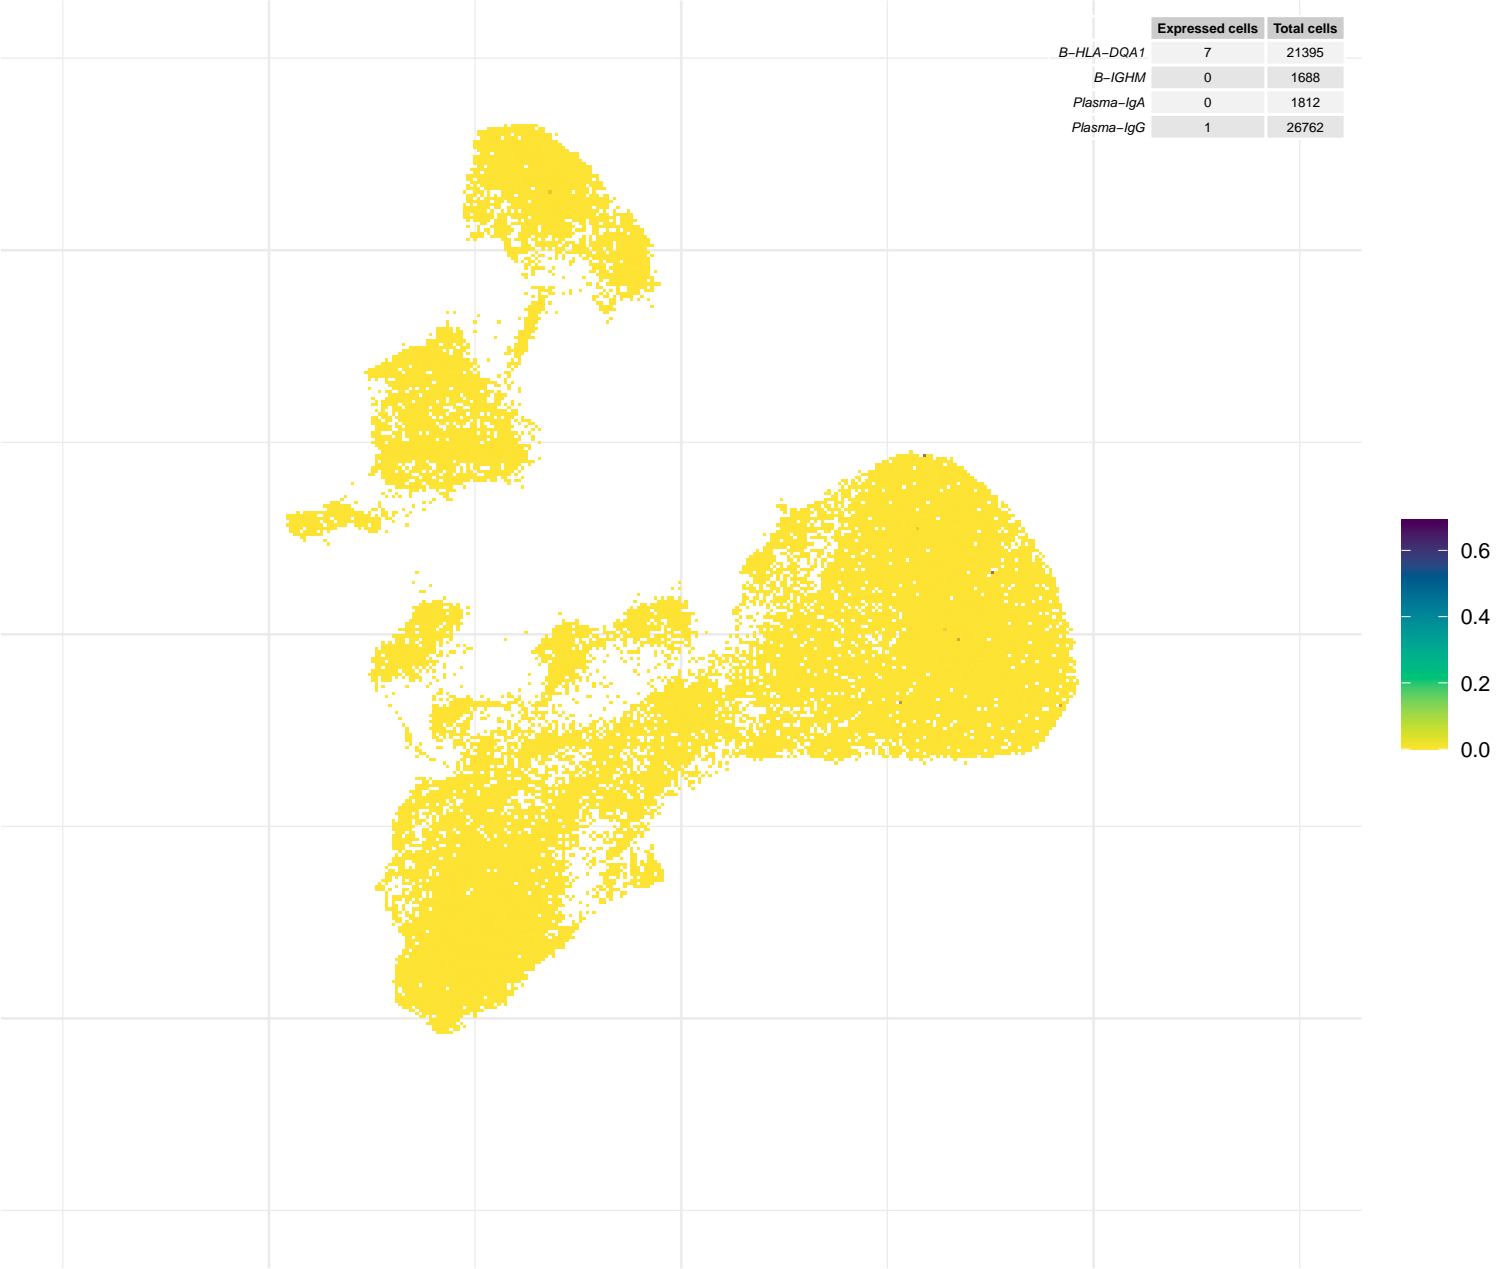 Expressed cells Total cells
B−HLA−DQA1 7 21395
B−IGHM 0 1688
Plasma−IgA 0 1812
Plasma−IgG 1 26762
0.6
0.4
0.2
0.0